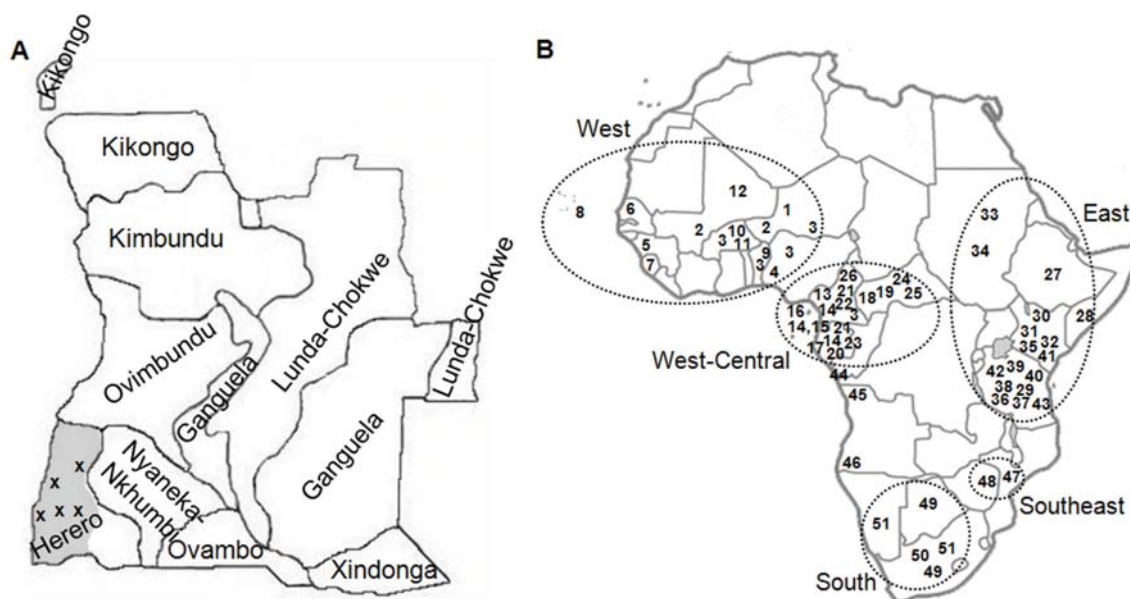 A
Kikongo
Kikongo
Kimbundu
Ovimbundu
Ganguela
Lunda-Chokwe
Lunda-Chokwe
Ganguela
Nyaneka-
Nkhumbi
Herero
x
x
x x x
Ovambo
Xindonga
B
West
12
8
6
1
2
10
2
3
3
11
5
9
3
7
3
4
East
33
34
27
30
28
31
32
35
41
42
39
40
38
29
36
37
43
West-Central
26
24
13
21
19
25
18
16
14
22
3
14,
15
21
17
14
23
20
44
45
46
Southeast
48
47
South
49
51
51
50
49